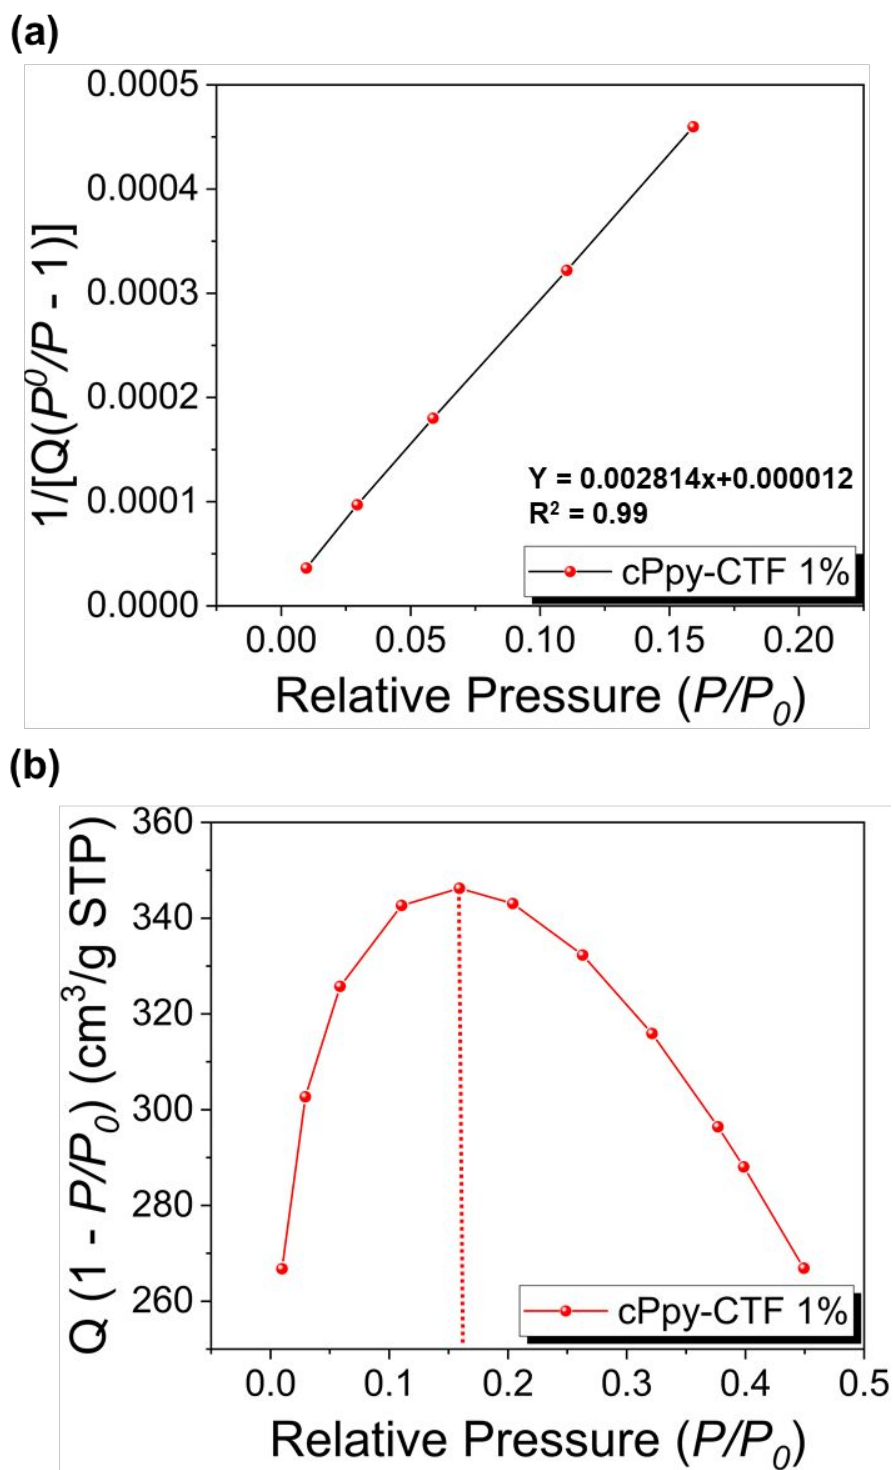 (a)
0.0005
0.0004
0.0003
0.0002
0.0001
0.0000
1/[Q(P⁰/P - 1)]
Y = 0.002814x+0.000012
R² = 0.99
cPpy-CTF 1%
0.00 0.05 0.10 0.15 0.20
Relative Pressure (P/P₀)
(b)
360
340
320
300
280
260
Q (1 - P/P₀) (cm³/g STP)
cPpy-CTF 1%
0.0 0.1 0.2 0.3 0.4 0.5
Relative Pressure (P/P₀)